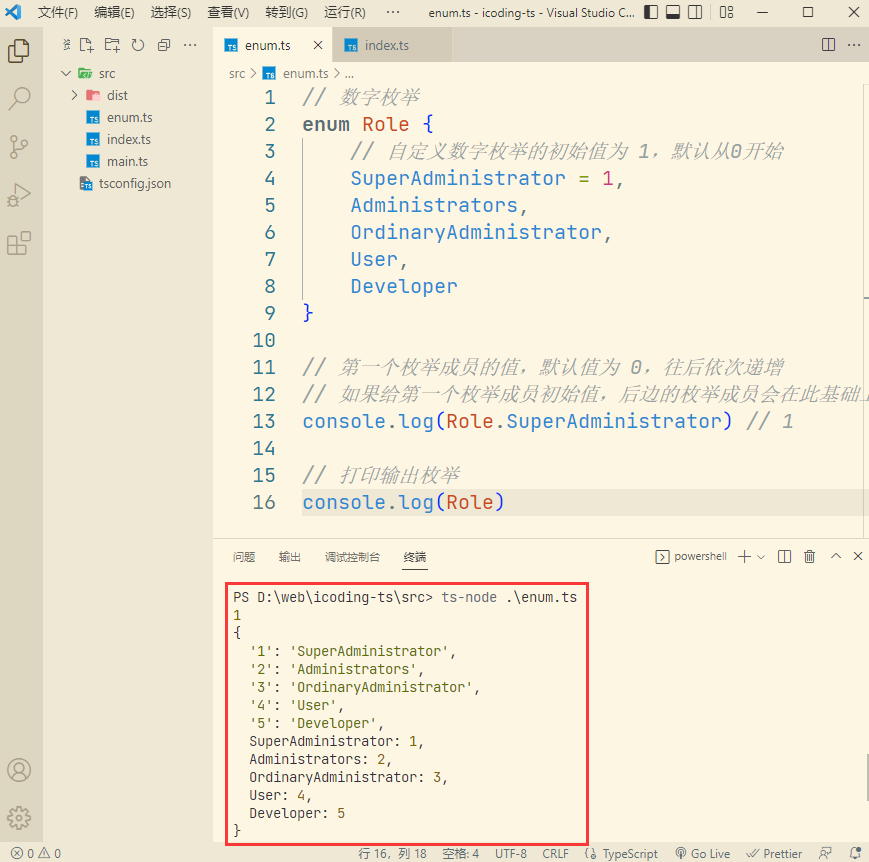 文件(F) 编辑(E) 选择(S) 查看(V) 转到(G) 运行(R) ··· enum.ts - icoding-ts - Visual Studio C...
enum.ts
index.ts
src > enum.ts > ...
src
dist
enum.ts
index.ts
main.ts
tsconfig.json
1 // 数字枚举
2 enum Role {
3 // 自定义数字枚举的初始值为 1，默认从0开始
4 SuperAdministrator = 1,
5 Administrators,
6 OrdinaryAdministrator,
7 User,
8 Developer
9 }
10
11 // 第一个枚举成员的值，默认值为 0，往后依次递增
12 // 如果给第一个枚举成员初始值，后边的枚举成员会在此基础
13 console.log(Role.SuperAdministrator) // 1
14
15 // 打印输出枚举
16 console.log(Role)
问题 输出 调试控制台 终端 powershell
PS D:\web\icoding-ts\src> ts-node .\enum.ts
1
{
'1': 'SuperAdministrator',
'2': 'Administrators',
'3': 'OrdinaryAdministrator',
'4': 'User',
'5': 'Developer',
SuperAdministrator: 1,
Administrators: 2,
OrdinaryAdministrator: 3,
User: 4,
Developer: 5
}
0 0 行 16，列 18 空格: 4 UTF-8 CRLF TypeScript Go Live Prettier